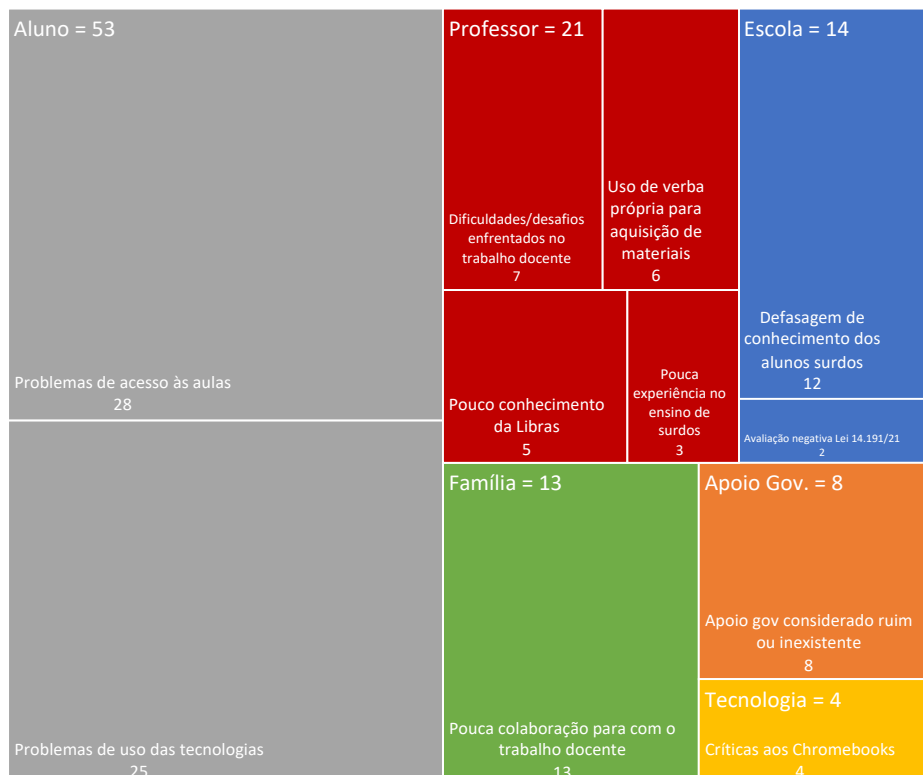 Aluno = 53
Problemas de acesso às aulas
28
Problemas de uso das tecnologias
25
Professor = 21
Dificuldades/desafios
enfrentados no
trabalho docente
7
Uso de verba
própria para
aquisição de
materiais
6
Pouco conhecimento
da Libras
5
Pouca
experiência no
ensino de
surdos
3
Escola = 14
Defasagem de
conhecimento dos
alunos surdos
12
Avaliação negativa Lei 14.191/21
2
Família = 13
Pouca colaboração para com o
trabalho docente
13
Apoio Gov. = 8
Apoio gov considerado ruim
ou inexistente
8
Tecnologia = 4
Críticas aos Chromebooks
4